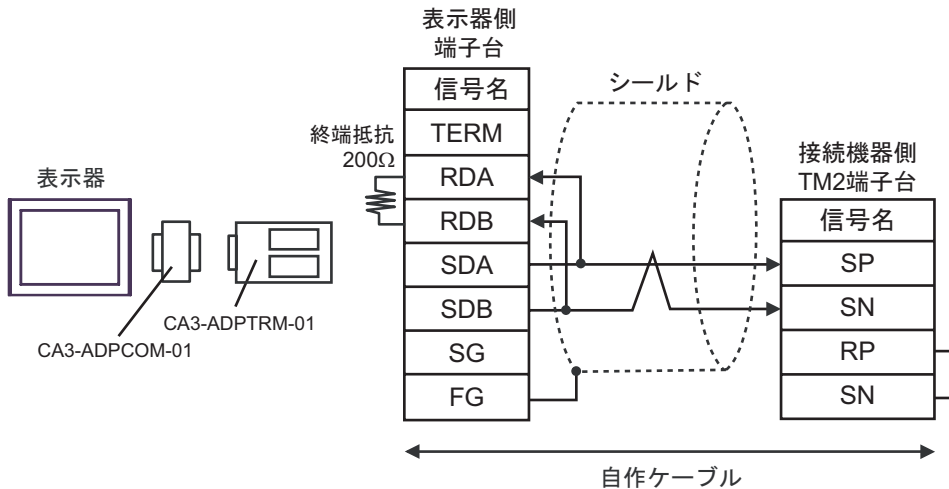 表示器
CA3-ADPCOM-01
CA3-ADPTRM-01
終端抵抗
200Ω
表示器側
端子台
信号名
TERM
RDA
RDB
SDA
SDB
SG
FG
シールド
接続機器側
TM2端子台
信号名
SP
SN
RP
SN
自作ケーブル